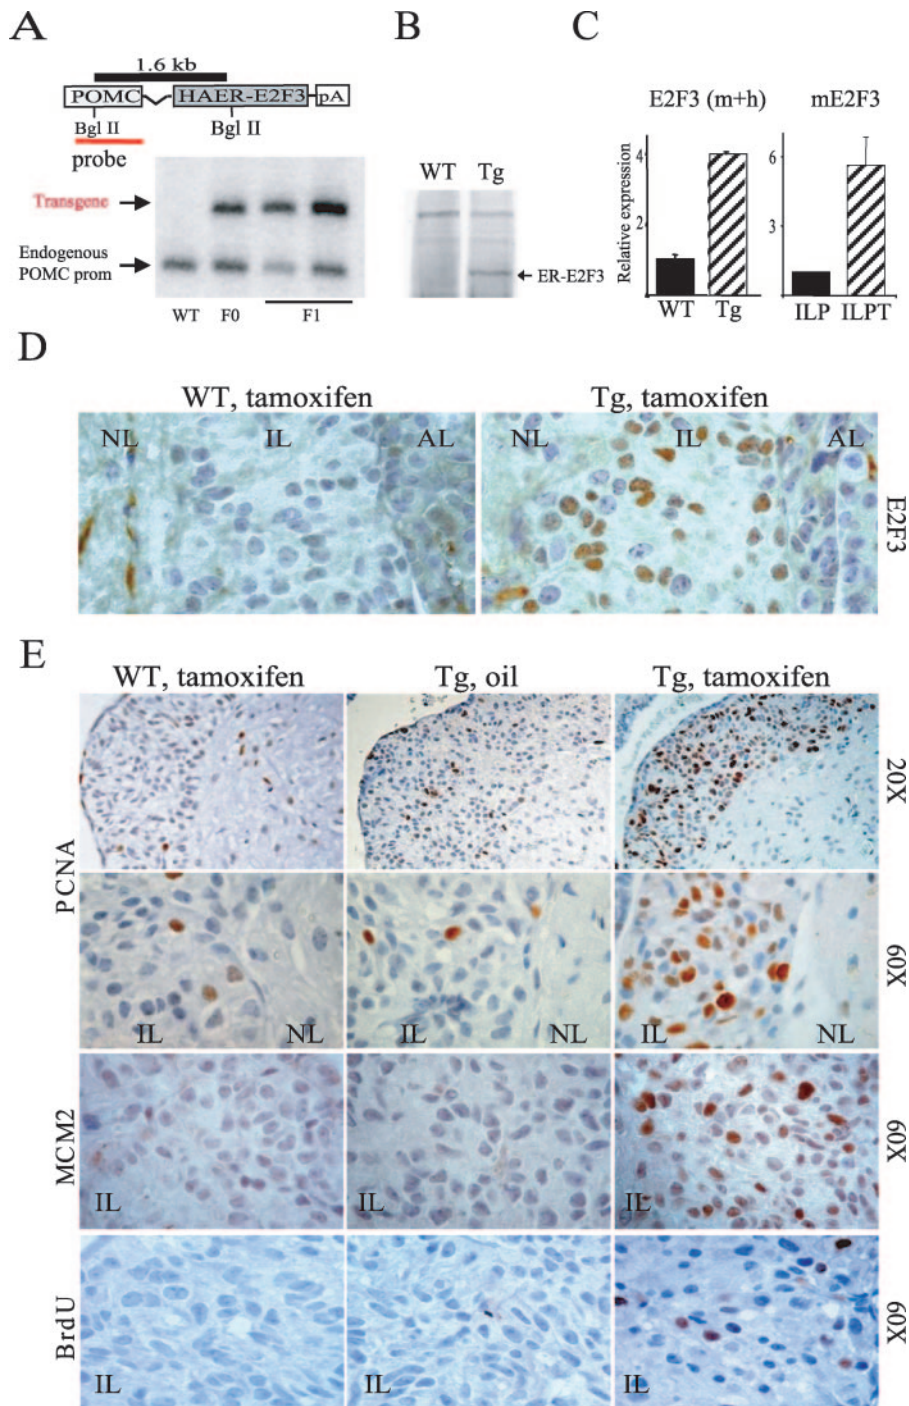 A
1.6 kb
POMC HAER-E2F3 pA
Bgl II Bgl II
probe
Transgene
Endogenous
POMC prom
WT F0 F1
B
WT Tg
ER-E2F3
C
E2F3 (m+h) mE2F3
Relative expression
4
2
6
3
WT Tg ILP ILPT
D
WT, tamoxifen Tg, tamoxifen
NL IL AL NL IL AL
E2F3
E
WT, tamoxifen Tg, oil Tg, tamoxifen
PCNA
20X
60X
IL NL IL NL IL NL
MCM2
60X
IL IL IL
BrdU
60X
IL IL IL